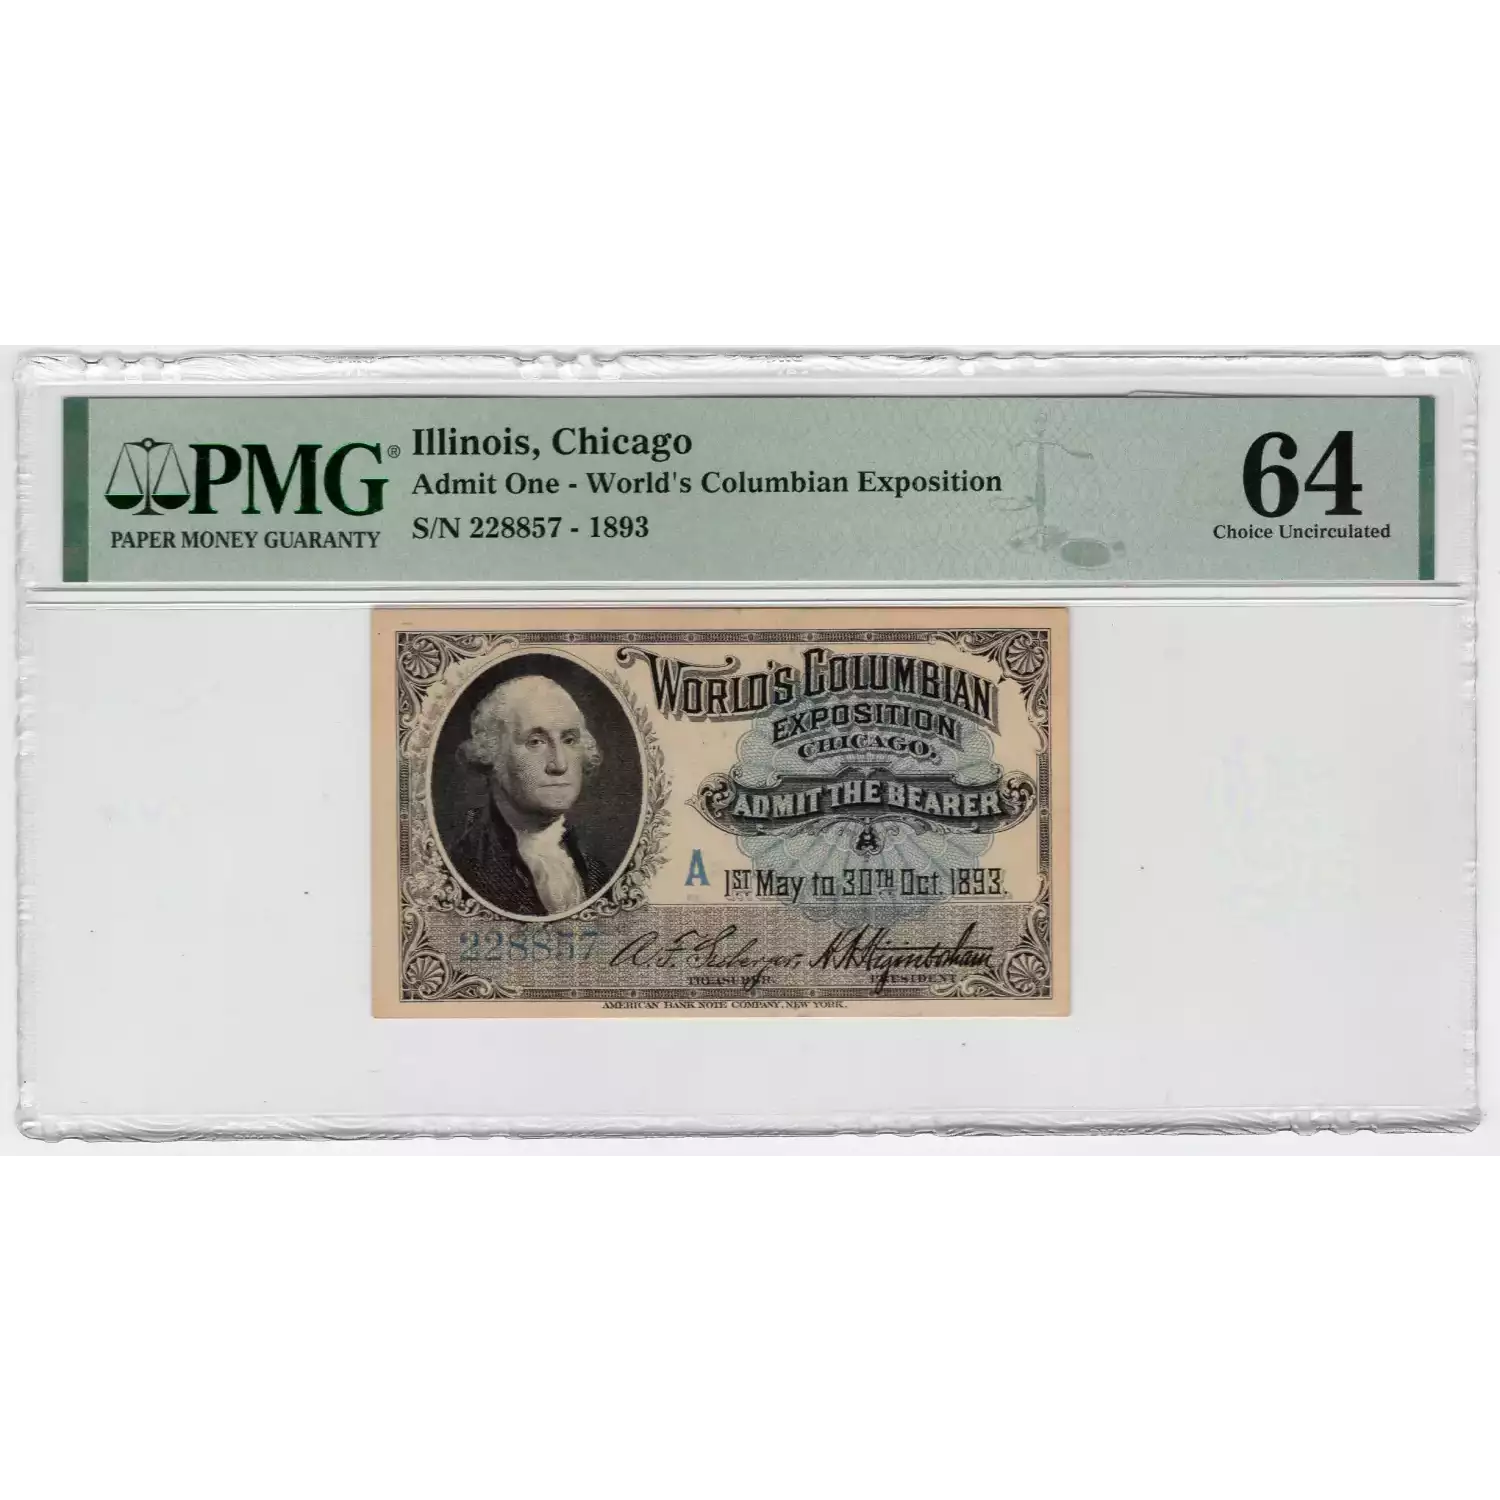 PMG®
PAPER MONEY GUARANTY
Illinois, Chicago
Admit One - World's Columbian Exposition
S/N 228857 - 1893
64
Choice Uncirculated
WORLD'S COLUMBIAN
EXPOSITION
CHICAGO.
ADMIT THE BEARER
A
A 1ST May to 30TH Oct. 1893.
228857 A. F. Seeberger, H. N. Higinbotham
TREASURER. PRESIDENT
AMERICAN BANK NOTE COMPANY, NEW YORK.